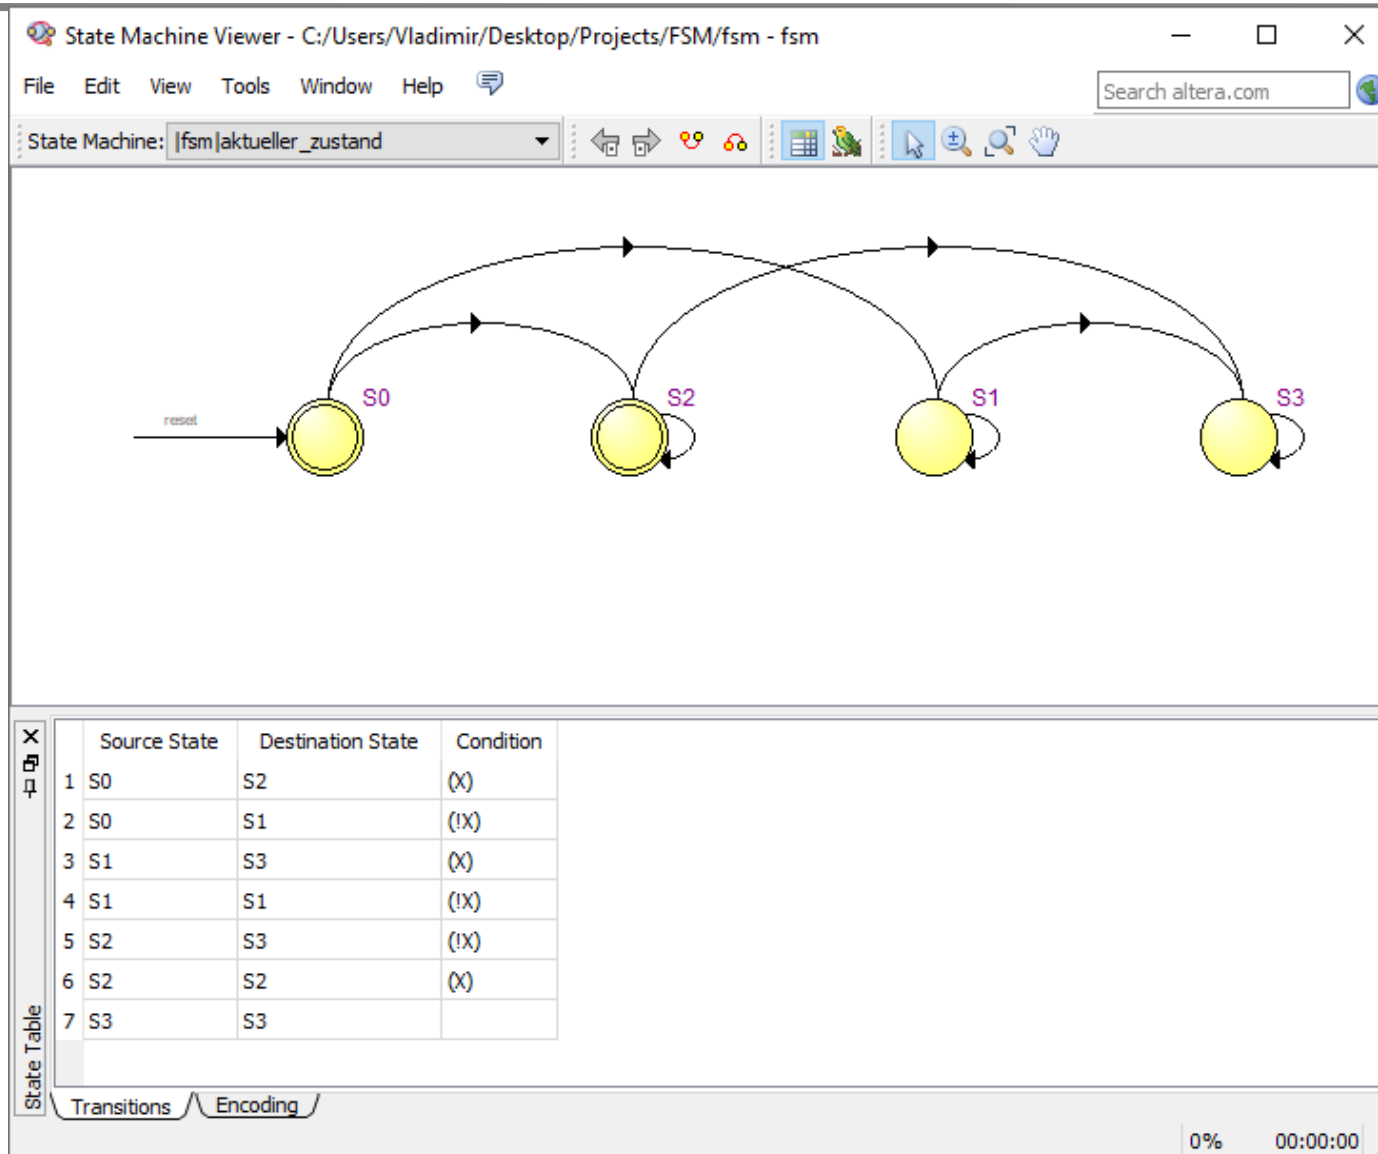 State Machine Viewer - C:/Users/Vladimir/Desktop/Projects/FSM/fsm - fsm
File Edit View Tools Window Help Search altera.com
State Machine: |fsm|aktueller_zustand
S0 S2 S1 S3
reset
Source State Destination State Condition
1 S0 S2 (X)
2 S0 S1 (!X)
3 S1 S3 (X)
4 S1 S1 (!X)
5 S2 S3 (!X)
6 S2 S2 (X)
7 S3 S3
State Table
Transitions Encoding
0% 00:00:00